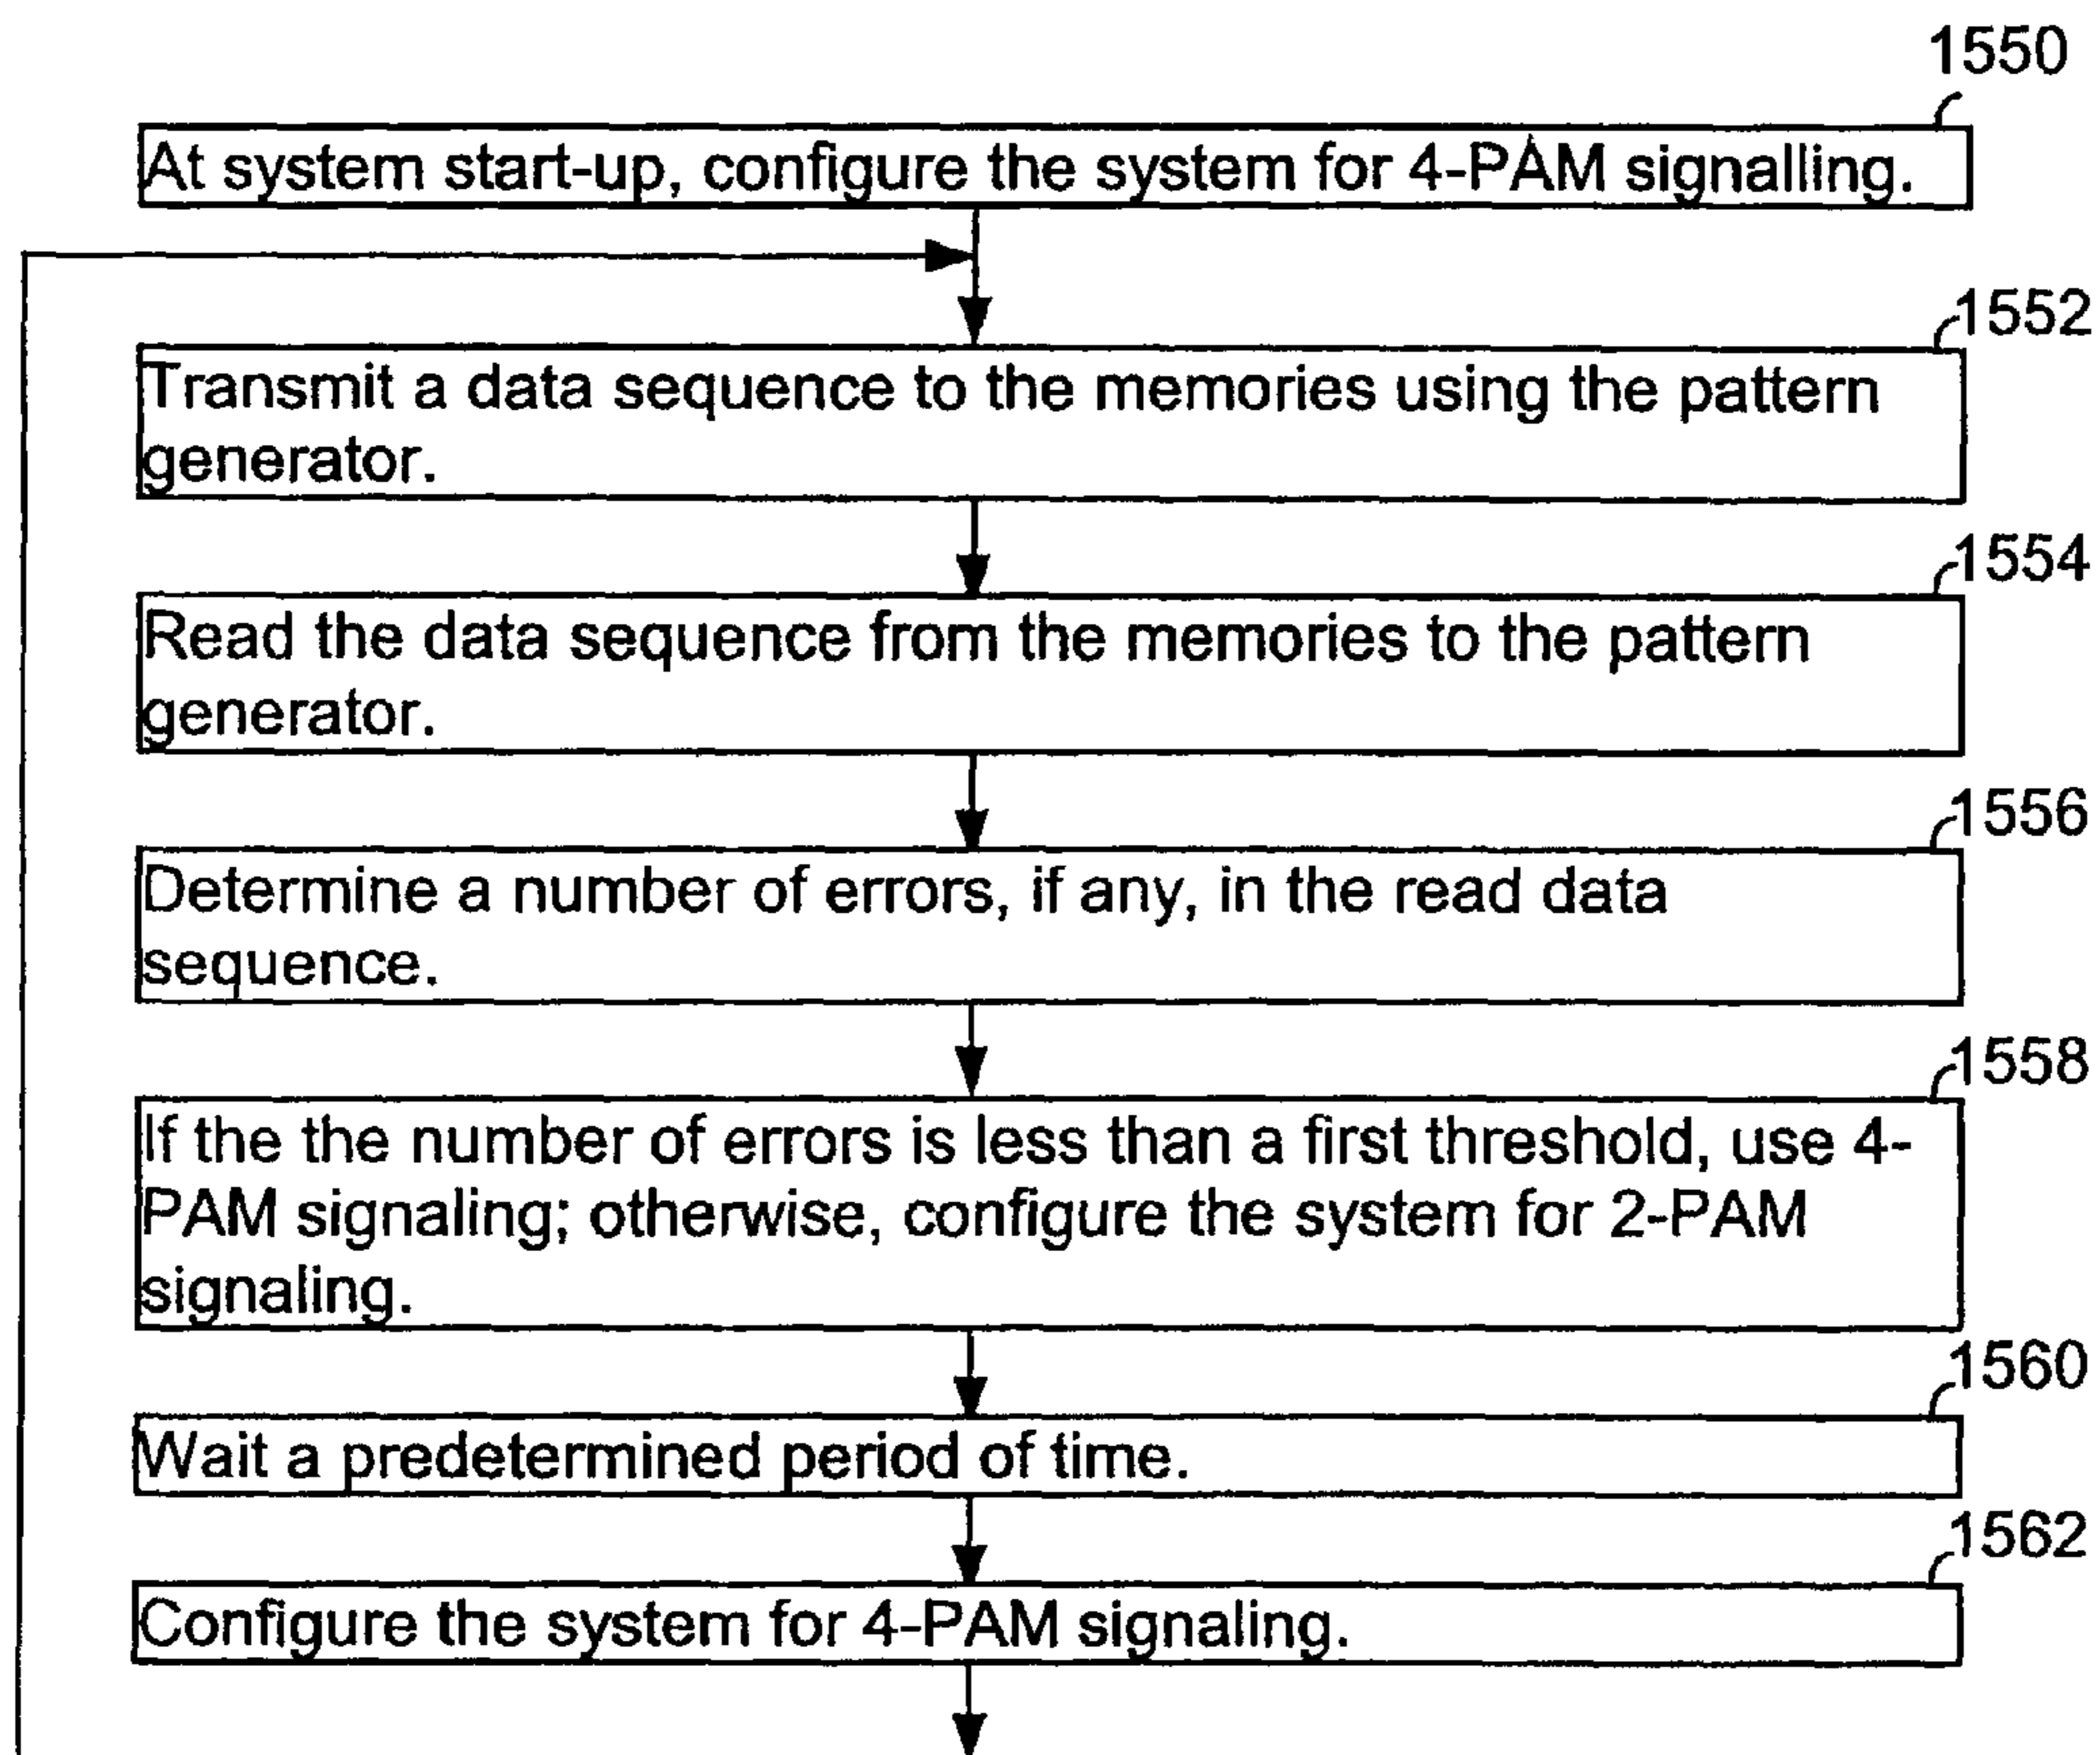 1550
At system start-up, configure the system for 4-PAM signalling.
1552
Transmit a data sequence to the memories using the pattern
generator.
1554
Read the data sequence from the memories to the pattern
generator.
1556
Determine a number of errors, if any, in the read data
sequence.
1558
If the the number of errors is less than a first threshold, use 4-
PAM signaling; otherwise, configure the system for 2-PAM
signaling.
1560
Wait a predetermined period of time.
1562
Configure the system for 4-PAM signaling.